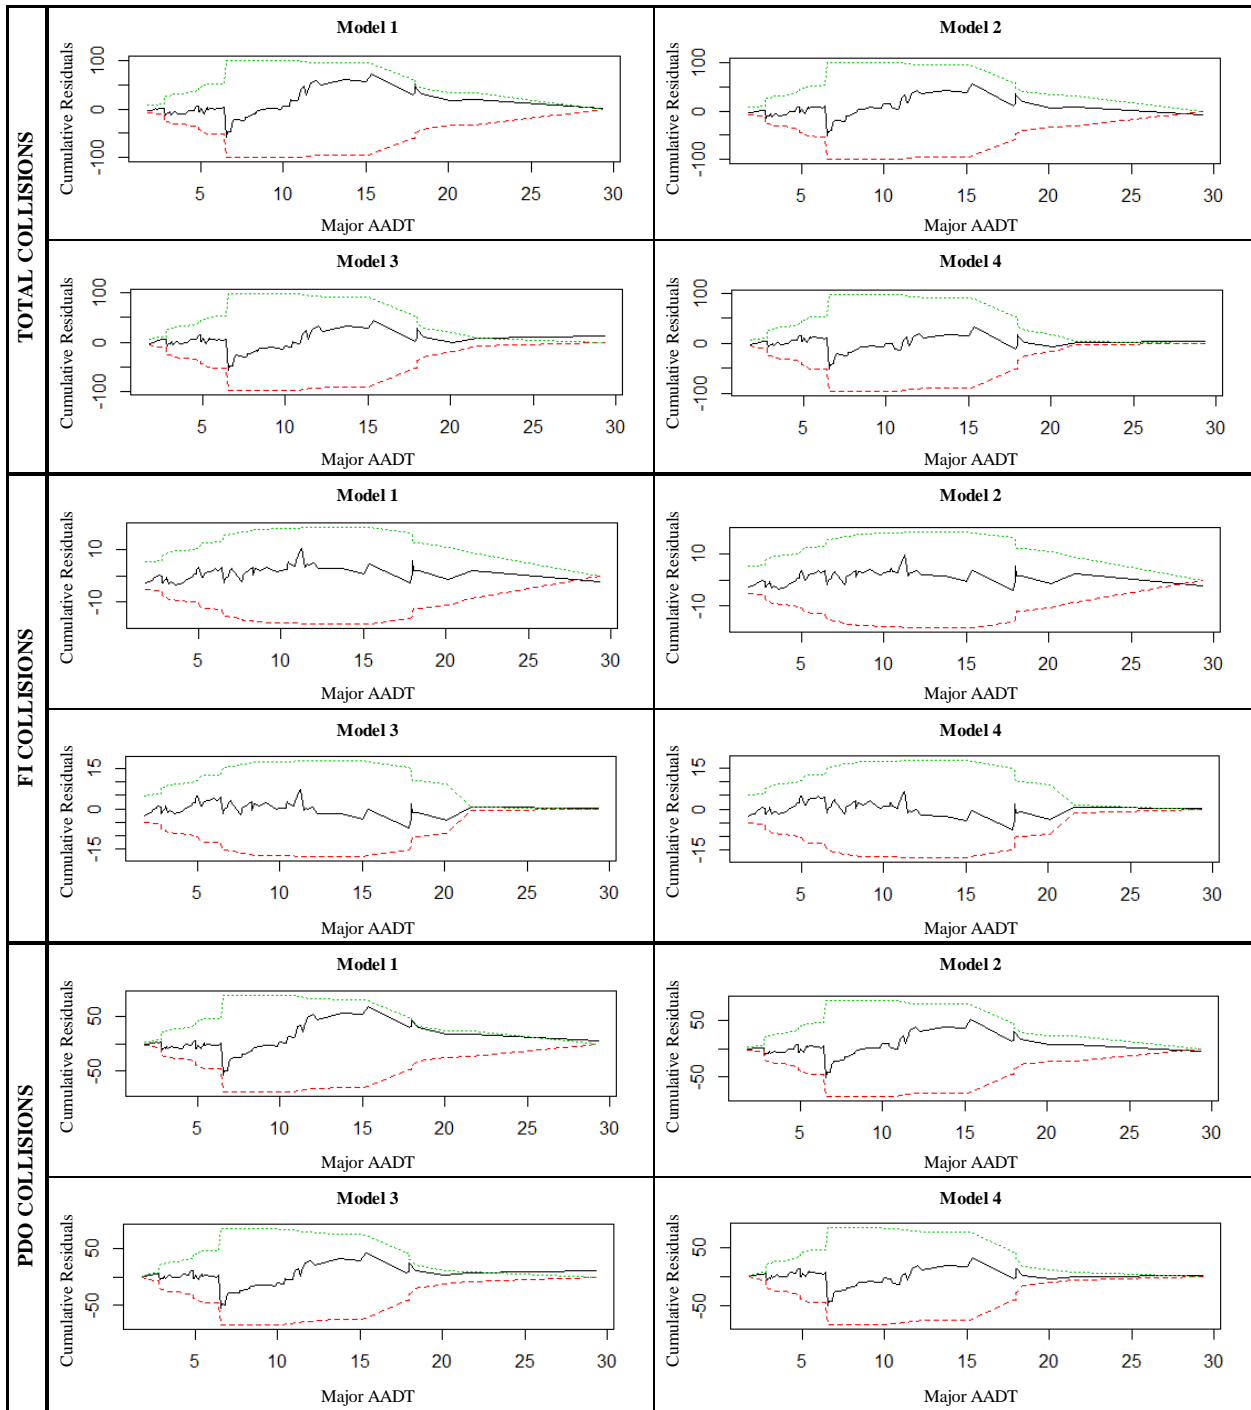 TOTAL COLLISIONS
Model 1
Cumulative Residuals
100
0
-100
5 10 15 20 25 30
Major AADT
Model 2
Cumulative Residuals
100
0
-100
5 10 15 20 25 30
Major AADT
Model 3
Cumulative Residuals
100
0
-100
5 10 15 20 25 30
Major AADT
Model 4
Cumulative Residuals
100
0
-100
5 10 15 20 25 30
Major AADT
FI COLLISIONS
Model 1
Cumulative Residuals
10
-10
5 10 15 20 25 30
Major AADT
Model 2
Cumulative Residuals
10
-10
5 10 15 20 25 30
Major AADT
Model 3
Cumulative Residuals
15
0
-15
5 10 15 20 25 30
Major AADT
Model 4
Cumulative Residuals
15
0
-15
5 10 15 20 25 30
Major AADT
PDO COLLISIONS
Model 1
Cumulative Residuals
50
-50
5 10 15 20 25 30
Major AADT
Model 2
Cumulative Residuals
50
-50
5 10 15 20 25 30
Major AADT
Model 3
Cumulative Residuals
50
-50
5 10 15 20 25 30
Major AADT
Model 4
Cumulative Residuals
50
-50
5 10 15 20 25 30
Major AADT